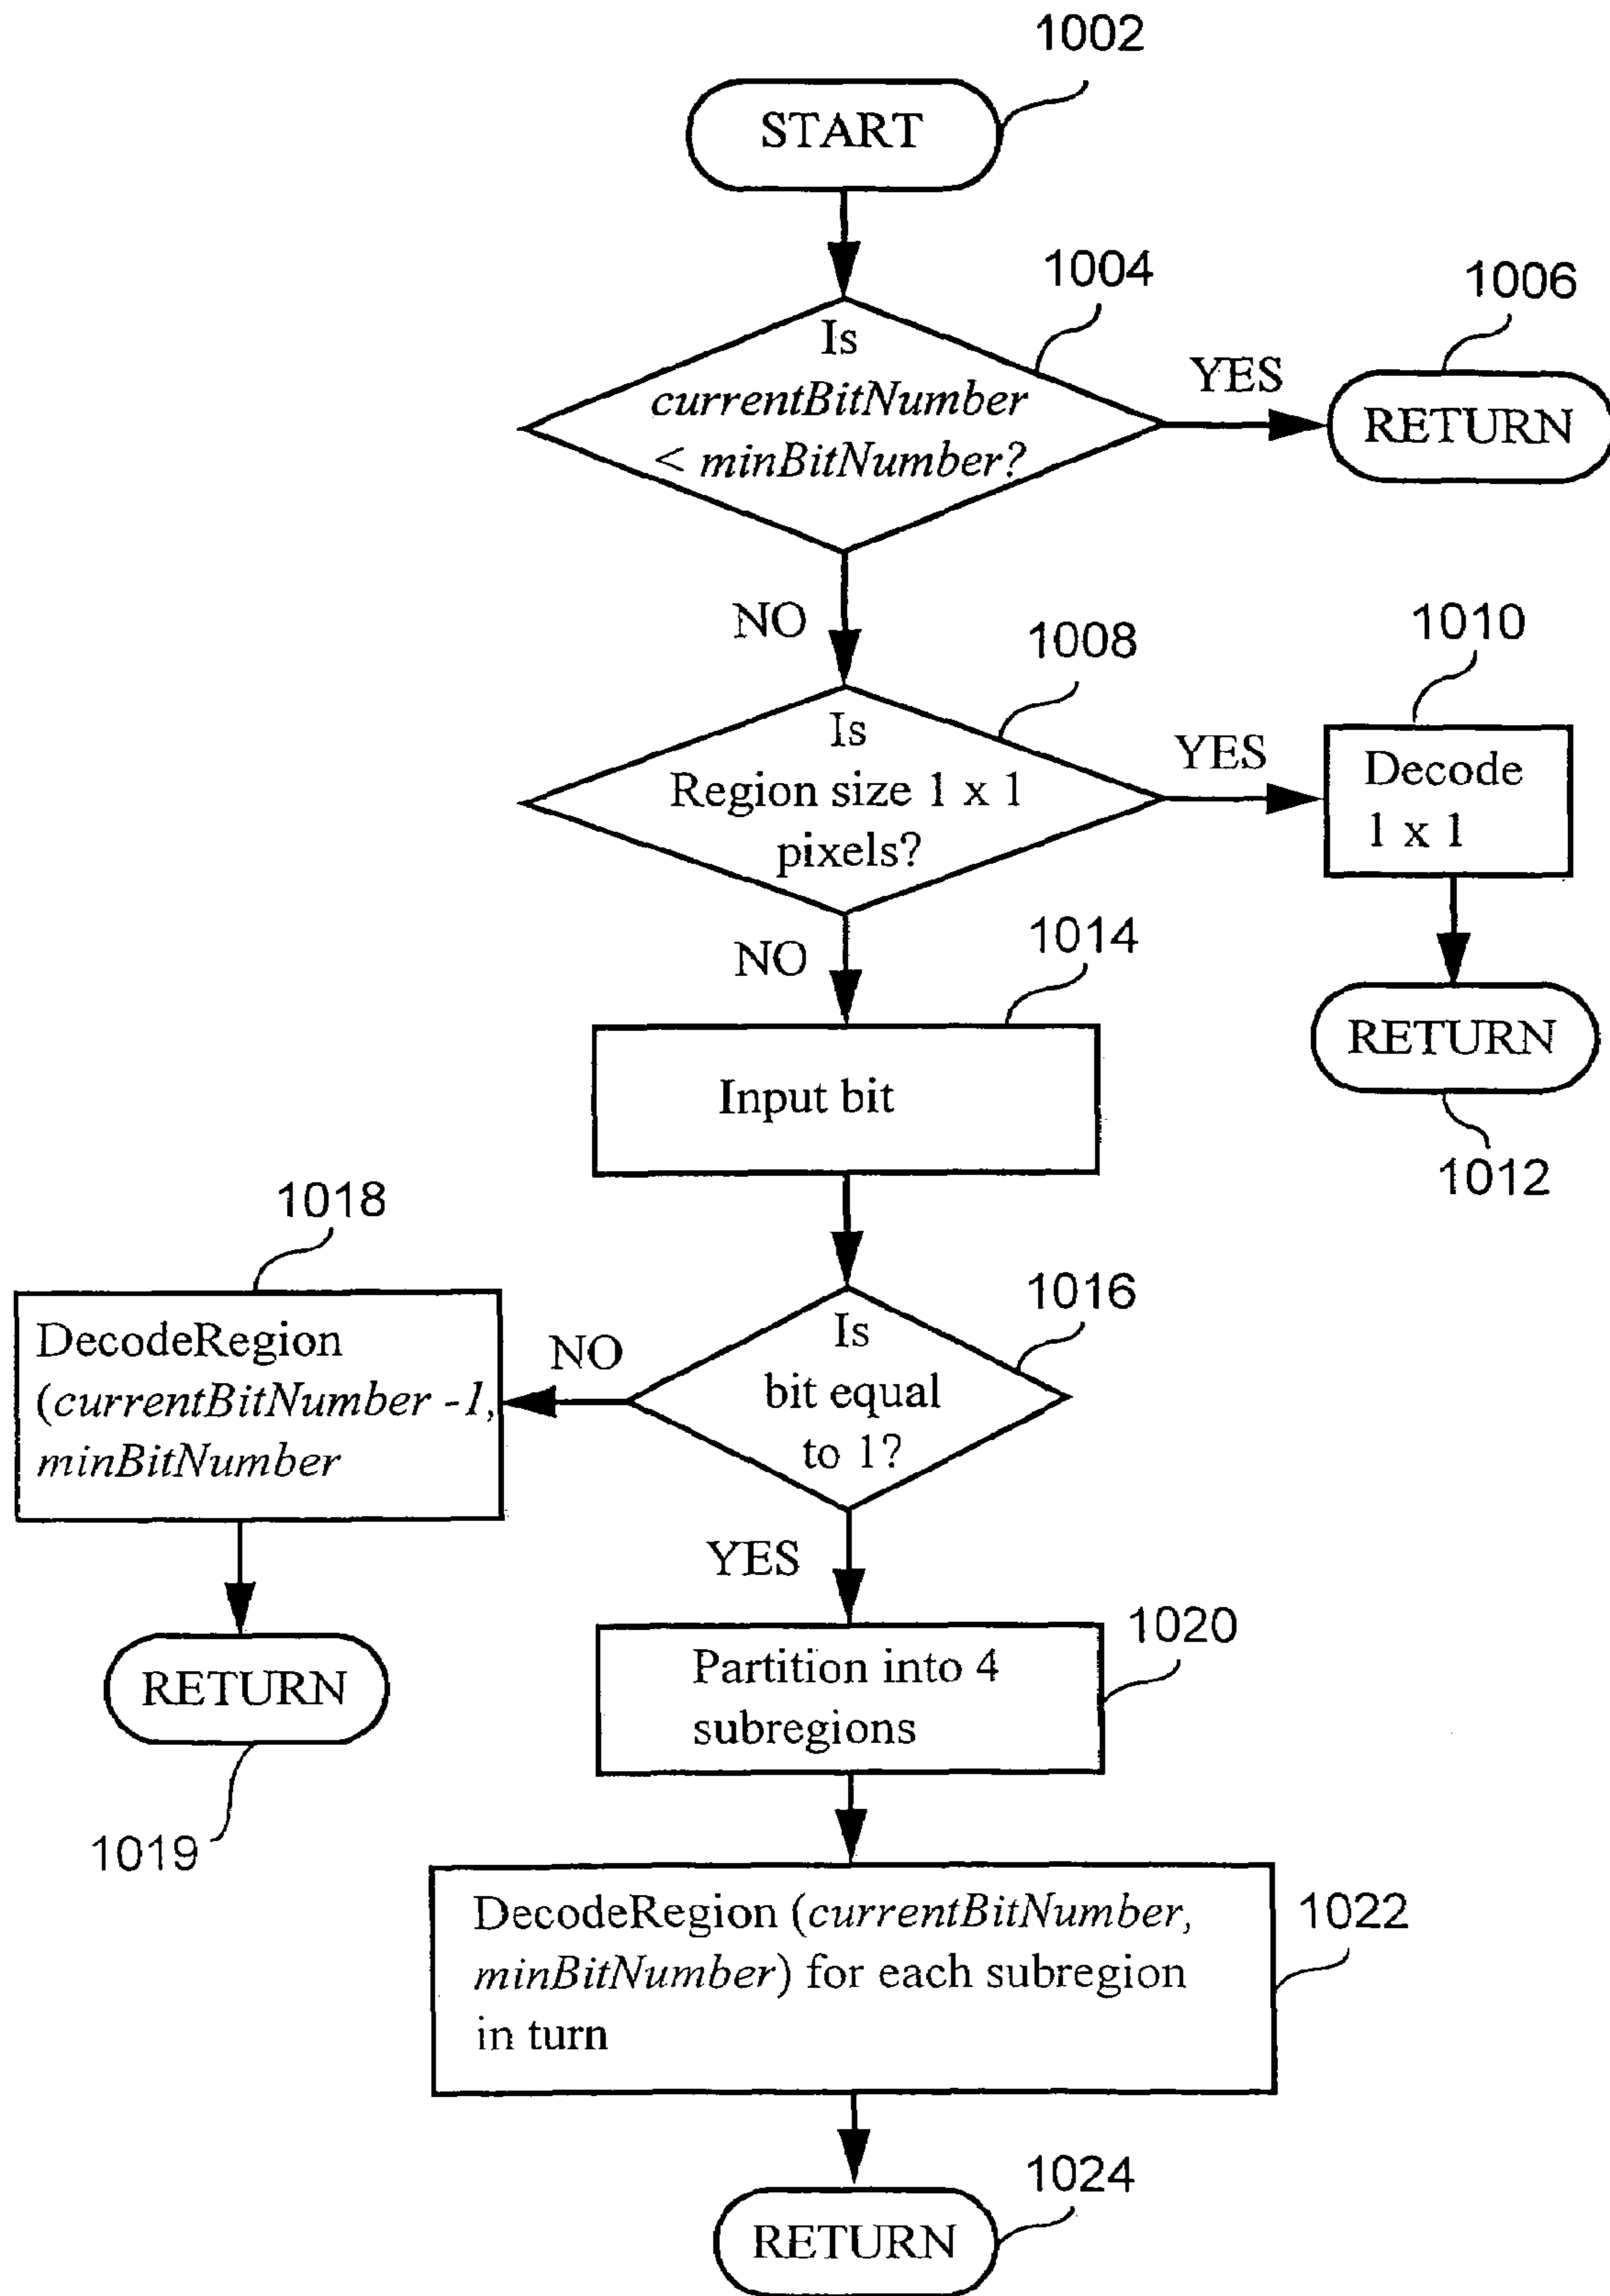 1002
START
1004
Is
currentBitNumber
< minBitNumber?
YES
1006
RETURN
NO
1008
Is
Region size 1 x 1
pixels?
YES
1010
Decode
1 x 1
RETURN
1012
NO
1014
Input bit
1016
Is
bit equal
to 1?
NO
1018
DecodeRegion
(currentBitNumber -1,
minBitNumber
RETURN
1019
YES
1020
Partition into 4
subregions
1022
DecodeRegion (currentBitNumber,
minBitNumber) for each subregion
in turn
1024
RETURN